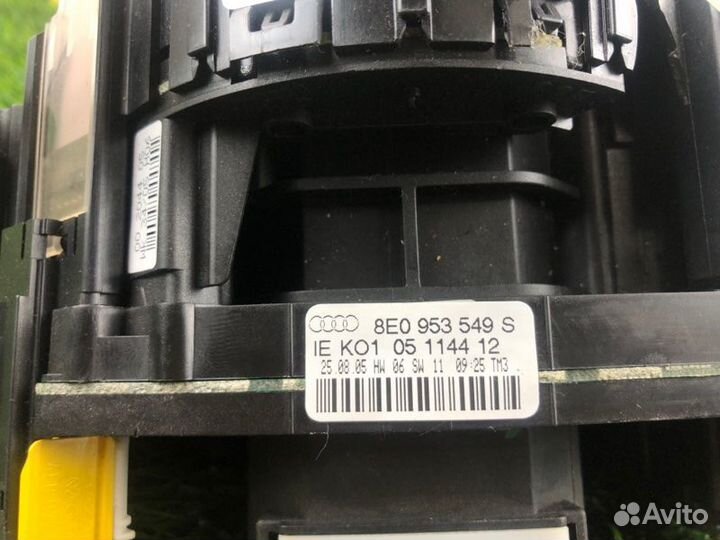 8E0 953 549 S
IE KO1 05 1144 12
25.08.05 HW 06 SW 11 09:25 TM3
Avito